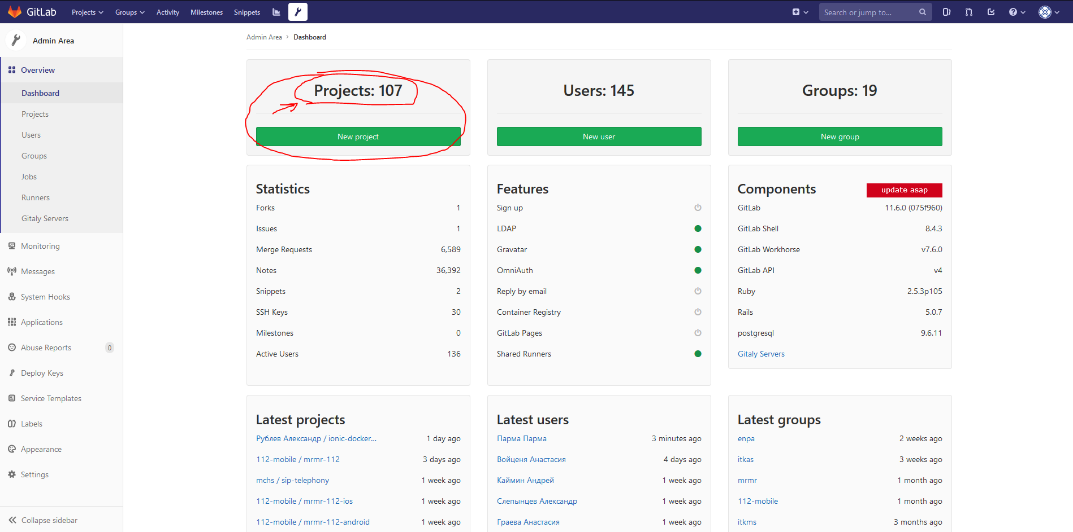 GitLab Projects Groups Activity Milestones Snippets Search or jump to...
Admin Area
Overview
Dashboard
Projects
Users
Groups
Jobs
Runners
Gitaly Servers
Monitoring
Messages
System Hooks
Applications
Abuse Reports 0
Deploy Keys
Service Templates
Labels
Appearance
Settings
Collapse sidebar
Admin Area › Dashboard
Projects: 107
New project
Users: 145
New user
Groups: 19
New group
Statistics
Forks 1
Issues 1
Merge Requests 6,589
Notes 36,392
Snippets 2
SSH Keys 30
Milestones 0
Active Users 136
Features
Sign up
LDAP
Gravatar
OmniAuth
Reply by email
Container Registry
GitLab Pages
Shared Runners
Components update asap
GitLab 11.6.0 (075f960)
GitLab Shell 8.4.3
GitLab Workhorse v7.6.0
GitLab API v4
Ruby 2.5.3p105
Rails 5.0.7
postgresql 9.6.11
Gitaly Servers
Latest projects
Рублев Александр / ionic-docker... 1 day ago
112-mobile / mrmr-112 3 days ago
mchs / sip-telephony 1 week ago
112-mobile / mrmr-112-ios 1 week ago
112-mobile / mrmr-112-android 1 week ago
Latest users
Парма Парма 3 minutes ago
Войценя Анастасия 4 days ago
Каймин Андрей 1 week ago
Слепынцев Александр 1 week ago
Граева Анастасия 1 week ago
Latest groups
enpa 2 weeks ago
itkas 3 weeks ago
mrmr 1 month ago
112-mobile 1 month ago
itkms 3 months ago